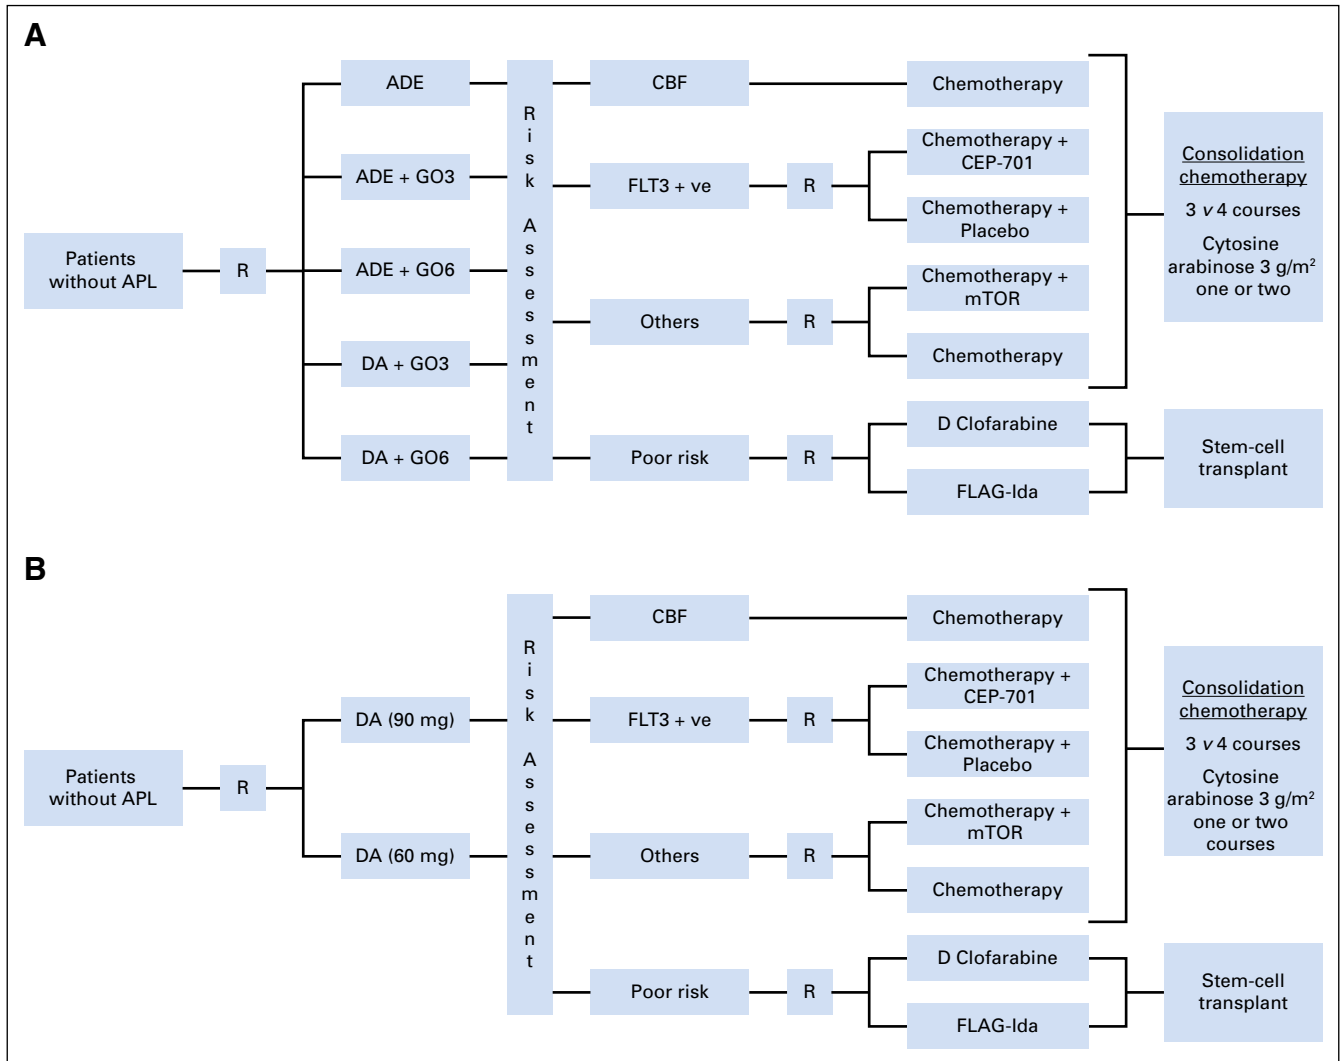 A
ADE
ADE + GO3
ADE + GO6
DA + GO3
DA + GO6
Patients
without APL
R
Risk Assessment
CBF
FLT3 + ve
R
Others
R
Poor risk
R
Chemotherapy
Chemotherapy +
CEP-701
Chemotherapy +
Placebo
Chemotherapy +
mTOR
Chemotherapy
D Clofarabine
FLAG-Ida
Consolidation
chemotherapy
3 v 4 courses
Cytosine
arabinose 3 g/m²
one or two
Stem-cell
transplant
B
Patients
without APL
R
DA (90 mg)
DA (60 mg)
Risk Assessment
CBF
FLT3 + ve
R
Others
R
Poor risk
R
Chemotherapy
Chemotherapy +
CEP-701
Chemotherapy +
Placebo
Chemotherapy +
mTOR
Chemotherapy
D Clofarabine
FLAG-Ida
Consolidation
chemotherapy
3 v 4 courses
Cytosine
arabinose 3 g/m²
one or two
courses
Stem-cell
transplant